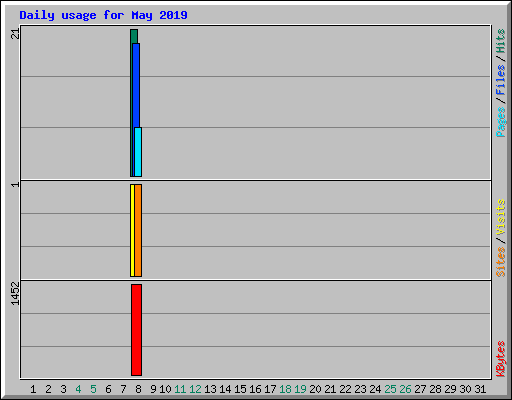 Daily usage for May 2019
21
Pages / Files / Hits
1
Sites / Visits
1452
KBytes
1 2 3 4 5 6 7 8 9 10 11 12 13 14 15 16 17 18 19 20 21 22 23 24 25 26 27 28 29 30 31